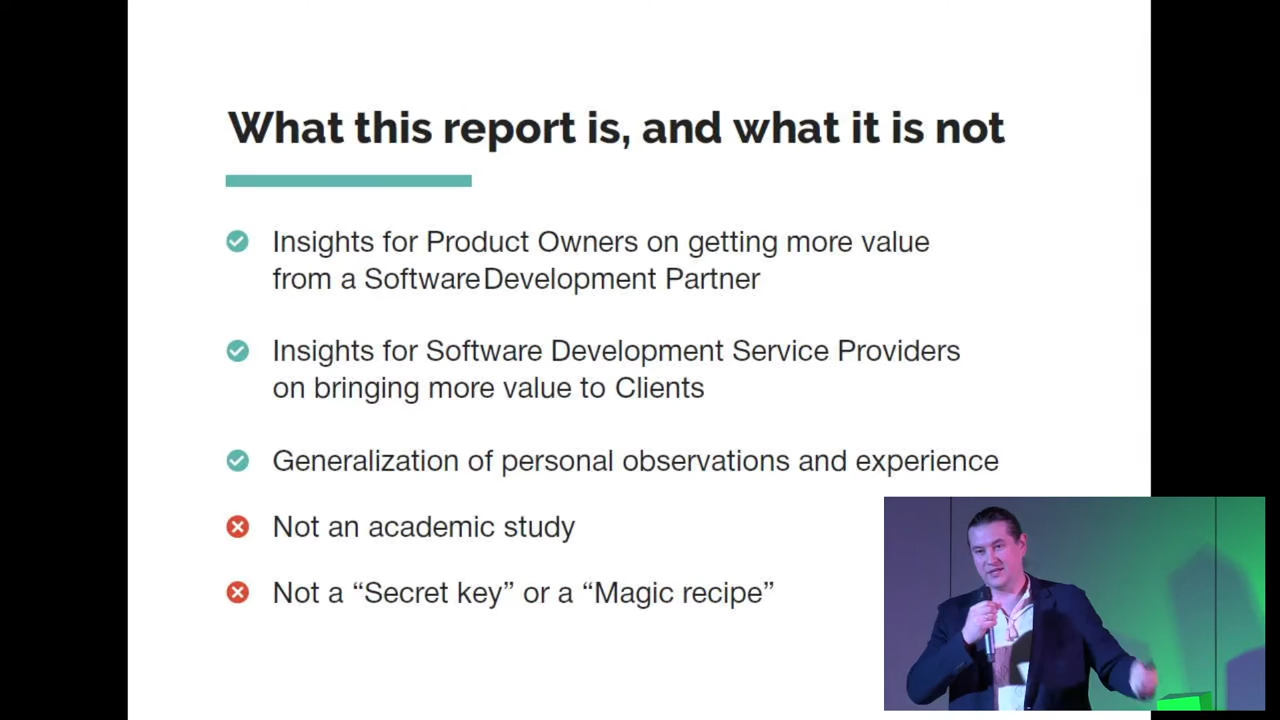 What this report is, and what it is not
Insights for Product Owners on getting more value
from a Software Development Partner
Insights for Software Development Service Providers
on bringing more value to Clients
Generalization of personal observations and experience
Not an academic study
Not a “Secret key” or a “Magic recipe”